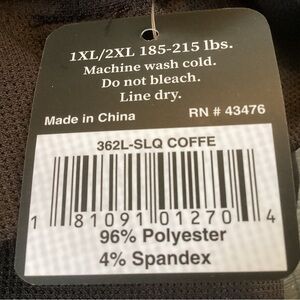 1XL/2XL 185-215 lbs.
Machine wash cold.
Do not bleach.
Line dry.
Made in China RN # 43476
362L-SLQ COFFE
1 81091 01270 4
96% Polyester
4% Spandex